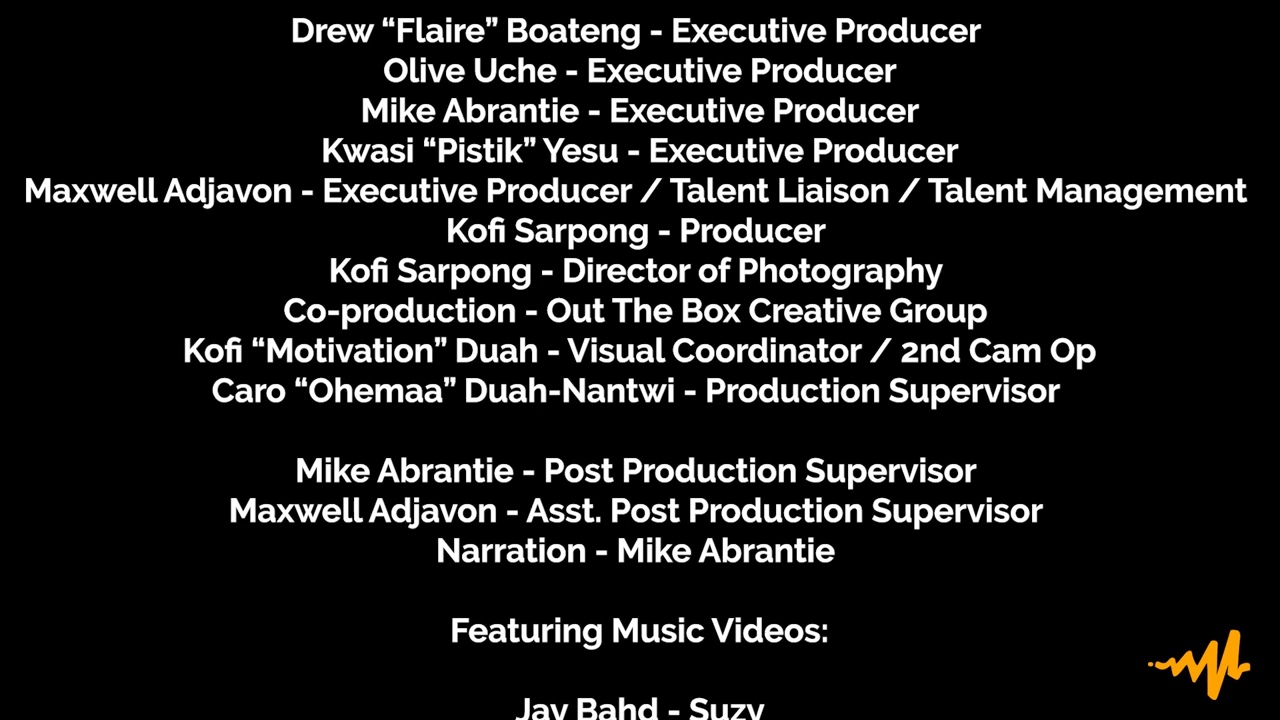 Drew “Flaire” Boateng - Executive Producer
Olive Uche - Executive Producer
Mike Abrantie - Executive Producer
Kwasi “Pistik” Yesu - Executive Producer
Maxwell Adjavon - Executive Producer / Talent Liaison / Talent Management
Kofi Sarpong - Producer
Kofi Sarpong - Director of Photography
Co-production - Out The Box Creative Group
Kofi “Motivation” Duah - Visual Coordinator / 2nd Cam Op
Caro “Ohemaa” Duah-Nantwi - Production Supervisor
Mike Abrantie - Post Production Supervisor
Maxwell Adjavon - Asst. Post Production Supervisor
Narration - Mike Abrantie
Featuring Music Videos:
Jay Bahd - Suzy